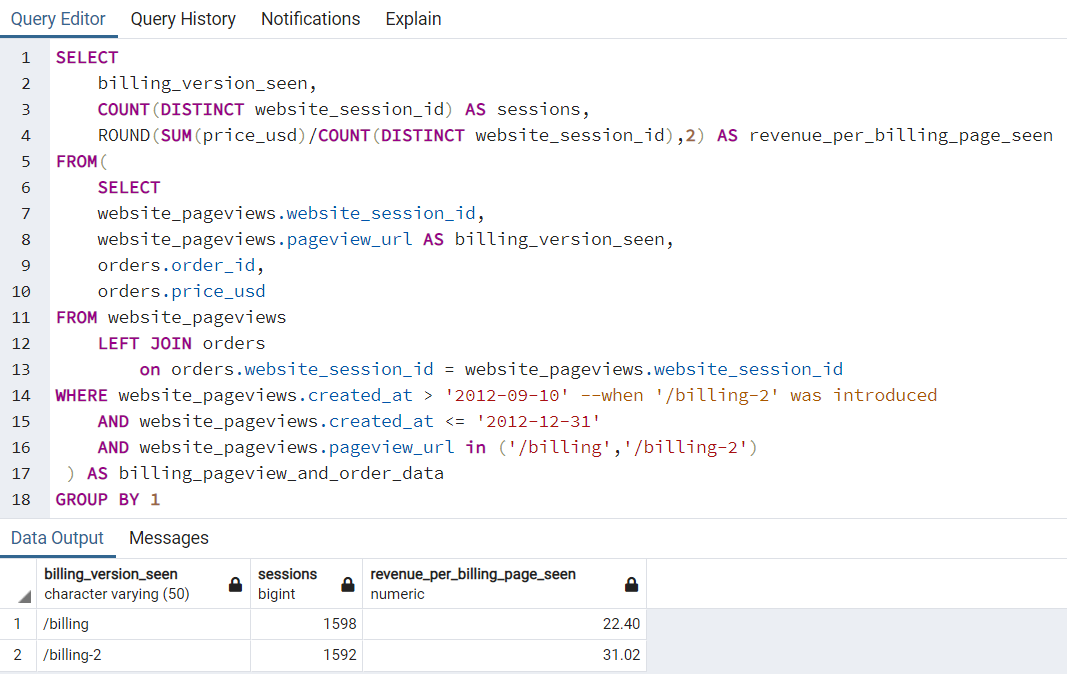 Query Editor Query History Notifications Explain
1 SELECT
2 billing_version_seen,
3 COUNT(DISTINCT website_session_id) AS sessions,
4 ROUND(SUM(price_usd)/COUNT(DISTINCT website_session_id),2) AS revenue_per_billing_page_seen
5 FROM(
6 SELECT
7 website_pageviews.website_session_id,
8 website_pageviews.pageview_url AS billing_version_seen,
9 orders.order_id,
10 orders.price_usd
11 FROM website_pageviews
12 LEFT JOIN orders
13 on orders.website_session_id = website_pageviews.website_session_id
14 WHERE website_pageviews.created_at > '2012-09-10' --when '/billing-2' was introduced
15 AND website_pageviews.created_at <= '2012-12-31'
16 AND website_pageviews.pageview_url in ('/billing','/billing-2')
17 ) AS billing_pageview_and_order_data
18 GROUP BY 1
Data Output Messages
billing_version_seen sessions revenue_per_billing_page_seen
character varying (50) bigint numeric
1 /billing 1598 22.40
2 /billing-2 1592 31.02